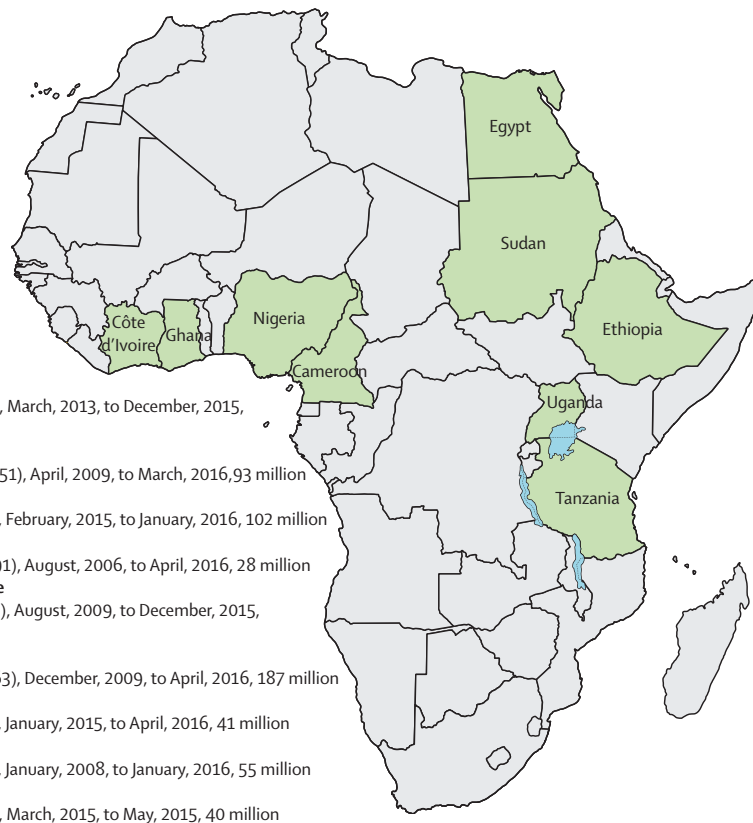 Egypt
Sudan
Nigeria
Côte
d'Ivoire
Ghana
Ethiopia
Cameroon
Uganda
Tanzania
, March, 2013, to December, 2015,
51), April, 2009, to March, 2016,93 million
, February, 2015, to January, 2016, 102 million
91), August, 2006, to April, 2016, 28 million
e
), August, 2009, to December, 2015,
63), December, 2009, to April, 2016, 187 million
, January, 2015, to April, 2016, 41 million
, January, 2008, to January, 2016, 55 million
, March, 2015, to May, 2015, 40 million